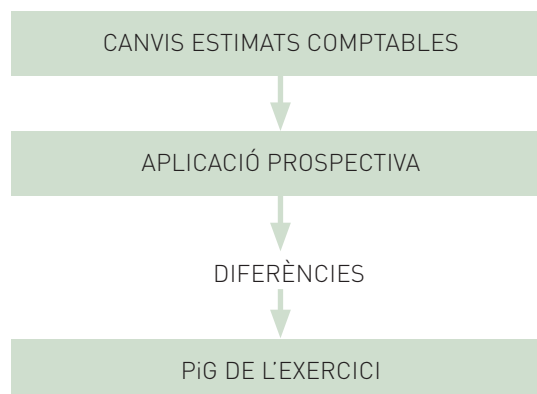 CANVIS ESTIMATS COMPTABLES
APLICACIÓ PROSPECTIVA
DIFERÈNCIES
PiG DE L'EXERCICI